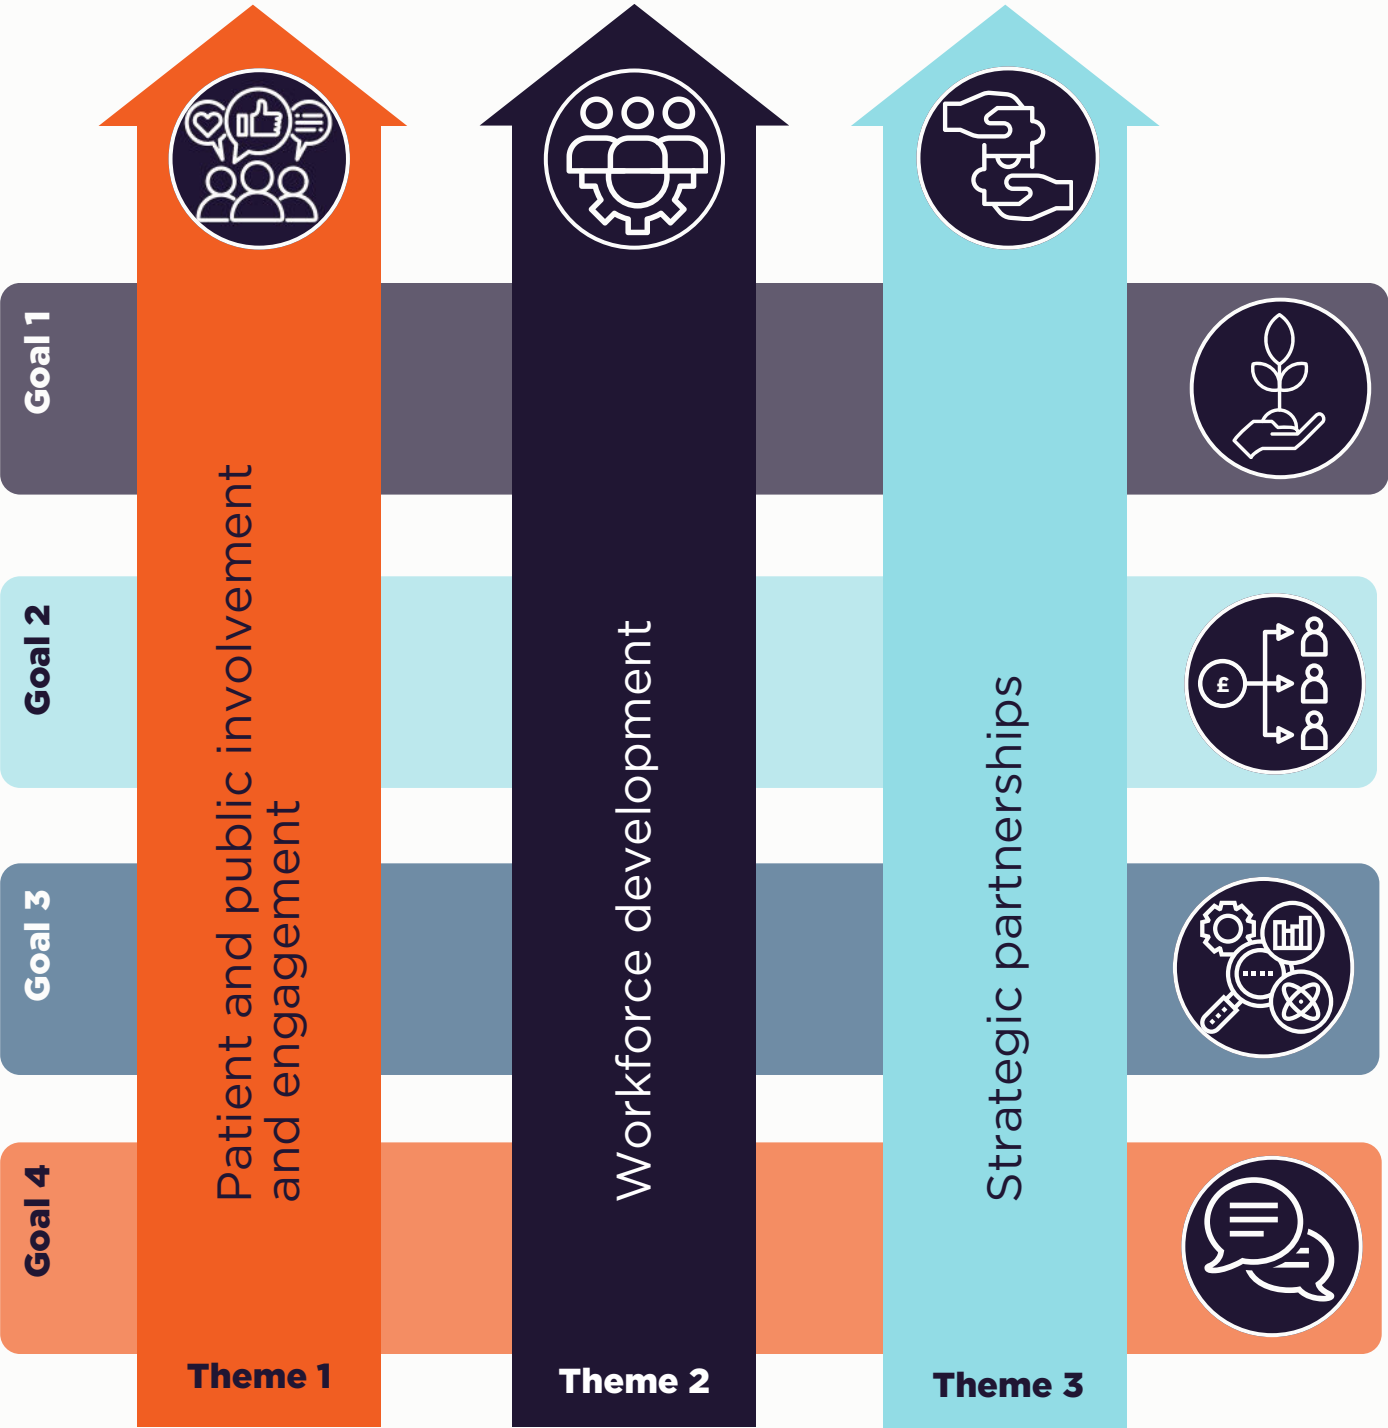 Goal 1
Goal 2
Goal 3
Goal 4
Patient and public involvement
and engagement
Workforce development
Strategic partnerships
£
Theme 1
Theme 2
Theme 3